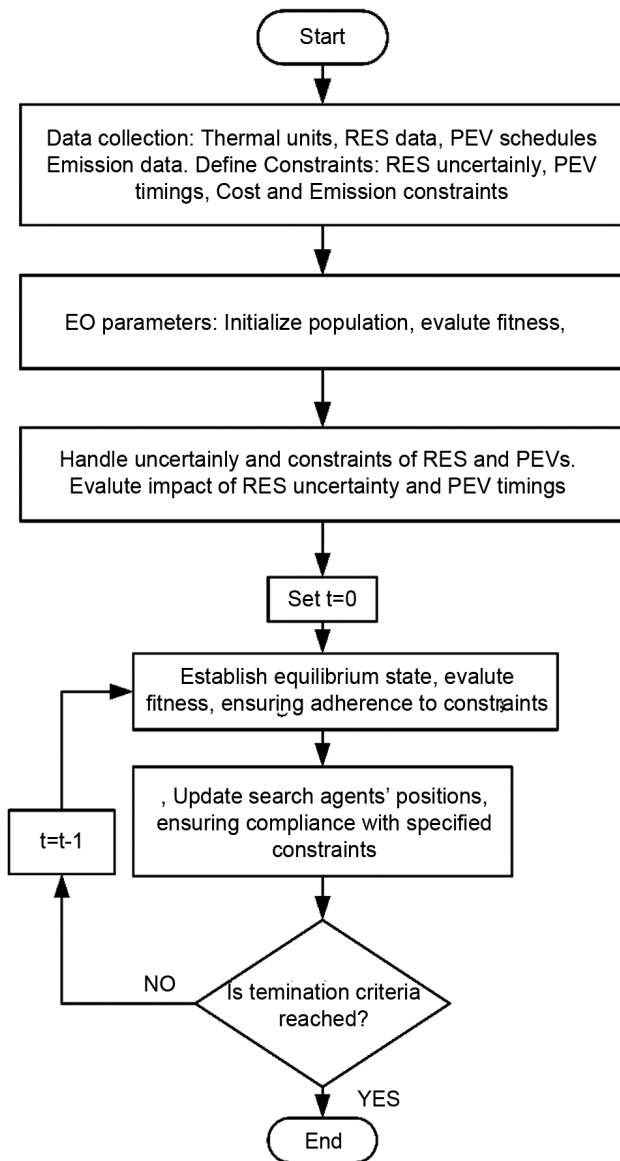 Start
Data collection: Thermal units, RES data, PEV schedules
Emission data. Define Constraints: RES uncertainly, PEV
timings, Cost and Emission constraints
EO parameters: Initialize population, evalute fitness,
Handle uncertainly and constraints of RES and PEVs.
Evalute impact of RES uncertainty and PEV timings
Set t=0
Establish equilibrium state, evalute
fitness, ensuring adherence to constraints
, Update search agents’ positions,
ensuring compliance with specified
constraints
t=t-1
NO
Is temination criteria
reached?
YES
End